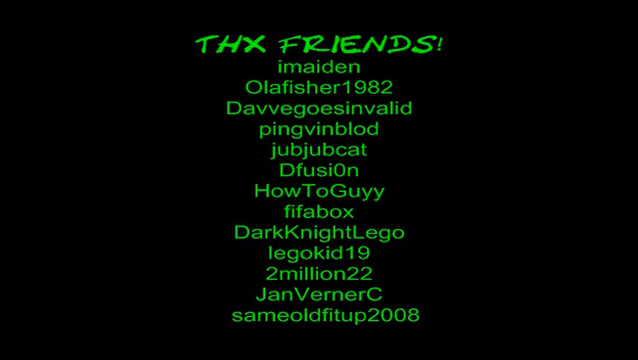 THX FRIENDS!
imaiden
Olafisher1982
Davvegoesinvalid
pingvinblod
jubjubcat
Dfusi0n
HowToGuyy
fifabox
DarkKnightLego
legokid19
2million22
JanVernerC
sameoldfitup2008